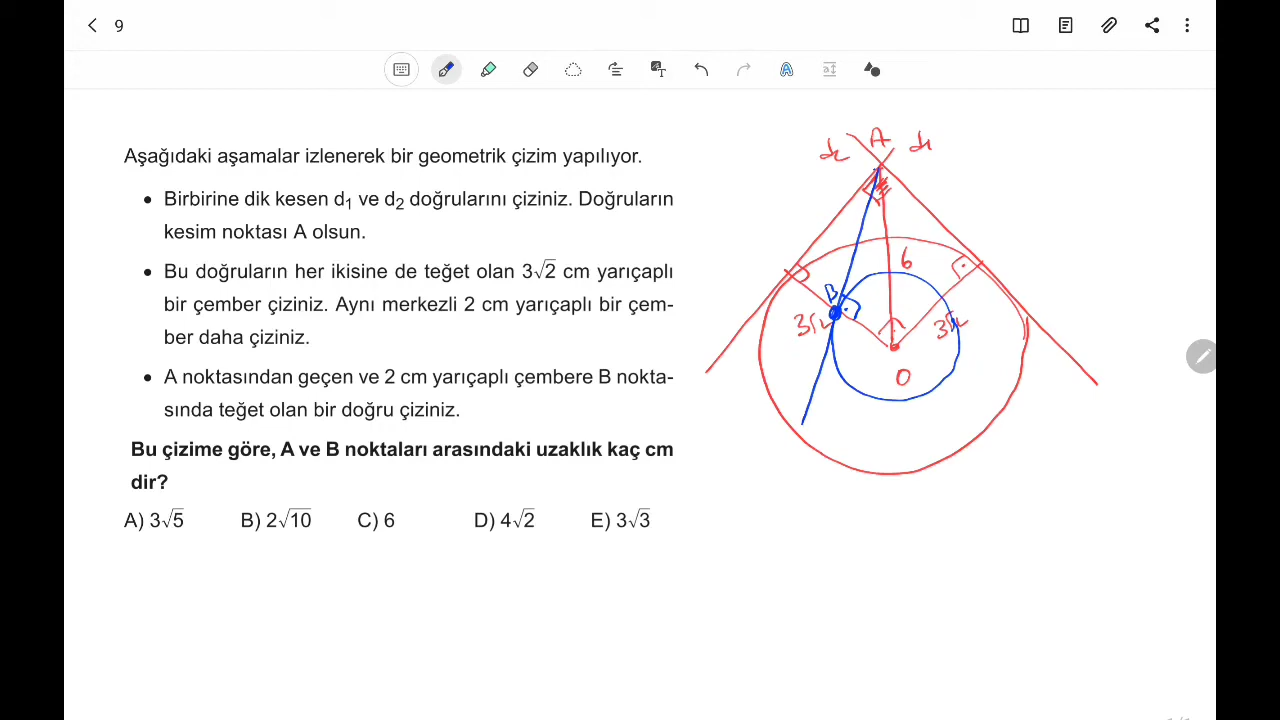 9
Aşağıdaki aşamalar izlenerek bir geometrik çizim yapılıyor.
• Birbirine dik kesen d₁ ve d₂ doğrularını çiziniz. Doğruların
kesim noktası A olsun.
• Bu doğruların her ikisine de teğet olan 3√2 cm yarıçaplı
bir çember çiziniz. Aynı merkezli 2 cm yarıçaplı bir çem-
ber daha çiziniz.
• A noktasından geçen ve 2 cm yarıçaplı çembere B nokta-
sında teğet olan bir doğru çiziniz.
Bu çizime göre, A ve B noktaları arasındaki uzaklık kaç cm
dir?
A) 3√5 B) 2√10 C) 6 D) 4√2 E) 3√3
d₂ A d₁
6
B
3√2 3√2
O